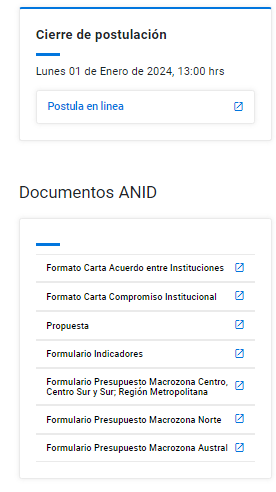 Cierre de postulación
Lunes 01 de Enero de 2024, 13:00 hrs
Postula en linea
Documentos ANID
Formato Carta Acuerdo entre Instituciones
Formato Carta Compromiso Institucional
Propuesta
Formulario Indicadores
Formulario Presupuesto Macrozona Centro,
Centro Sur y Sur; Región Metropolitana
Formulario Presupuesto Macrozona Norte
Formulario Presupuesto Macrozona Austral